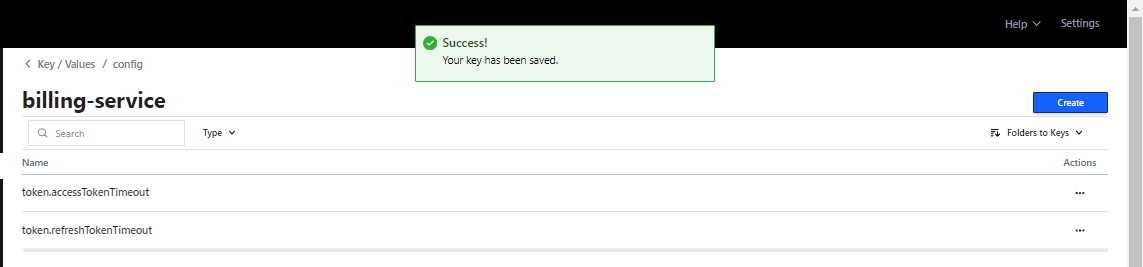 Help
Settings
Success!
Your key has been saved.
Key / Values / config
billing-service
Create
Search
Type
Folders to Keys
Name
Actions
token.accessTokenTimeout
token.refreshTokenTimeout